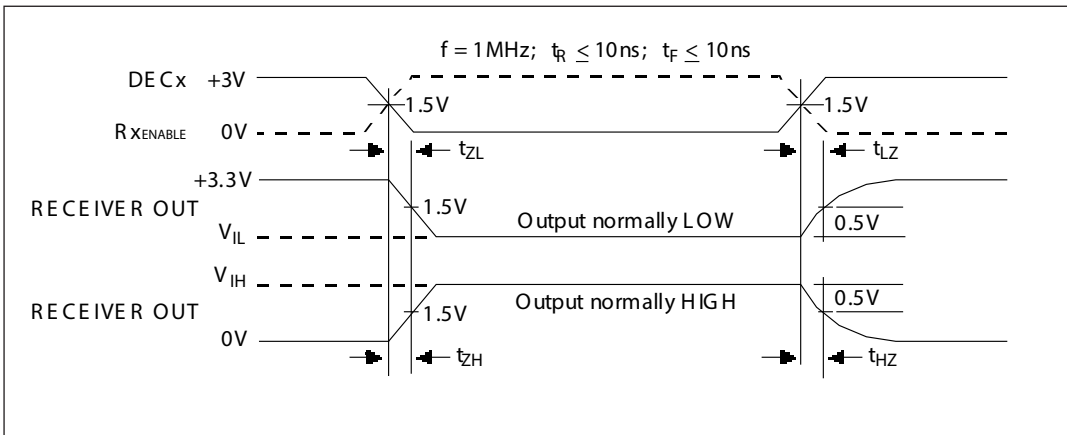 f = 1MHz; tR ≤ 10ns; tF ≤ 10ns
DECx +3V
1.5V
1.5V
RxENABLE 0V
tZL
tLZ
+3.3V
RECEIVER OUT
1.5V
Output normally LOW
0.5V
VIL
VIH
Output normally HIGH
0.5V
RECEIVER OUT
1.5V
0V
tZH
tHZ